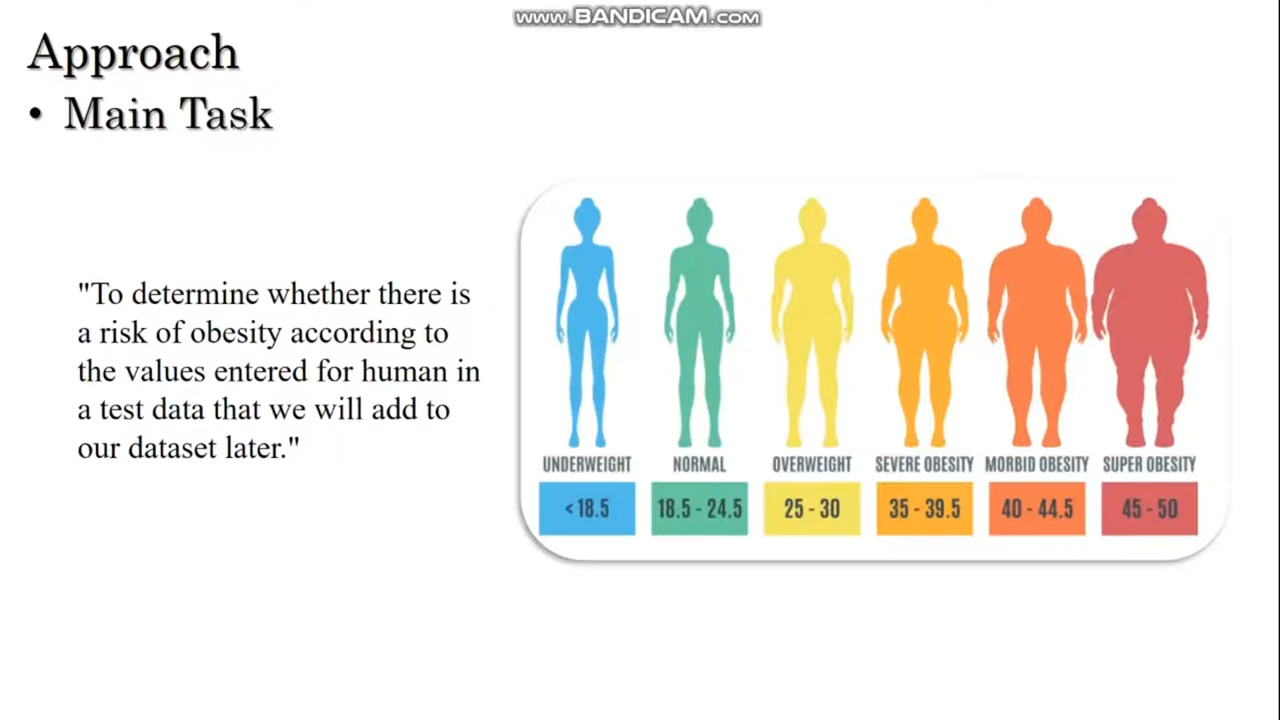 www.BANDICAM.com
Approach
• Main Task
"To determine whether there is
a risk of obesity according to
the values entered for human in
a test data that we will add to
our dataset later."
UNDERWEIGHT NORMAL OVERWEIGHT SEVERE OBESITY MORBID OBESITY SUPER OBESITY
< 18.5 18.5 - 24.5 25 - 30 35 - 39.5 40 - 44.5 45 - 50